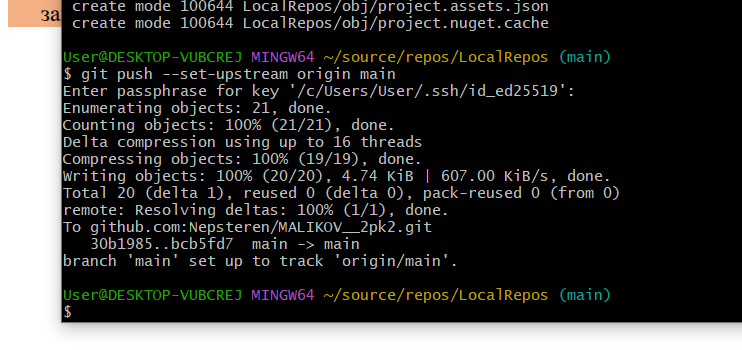 за
create mode 100644 LocalRepos/obj/project.assets.json
create mode 100644 LocalRepos/obj/project.nuget.cache
User@DESKTOP-VUBCREJ MINGW64 ~/source/repos/LocalRepos (main)
$ git push --set-upstream origin main
Enter passphrase for key '/c/Users/User/.ssh/id_ed25519':
Enumerating objects: 21, done.
Counting objects: 100% (21/21), done.
Delta compression using up to 16 threads
Compressing objects: 100% (19/19), done.
Writing objects: 100% (20/20), 4.74 KiB | 607.00 KiB/s, done.
Total 20 (delta 1), reused 0 (delta 0), pack-reused 0 (from 0)
remote: Resolving deltas: 100% (1/1), done.
To github.com:Nepsteren/MALIKOV__2pk2.git
   30b1985..bcb5fd7  main -> main
branch 'main' set up to track 'origin/main'.
User@DESKTOP-VUBCREJ MINGW64 ~/source/repos/LocalRepos (main)
$